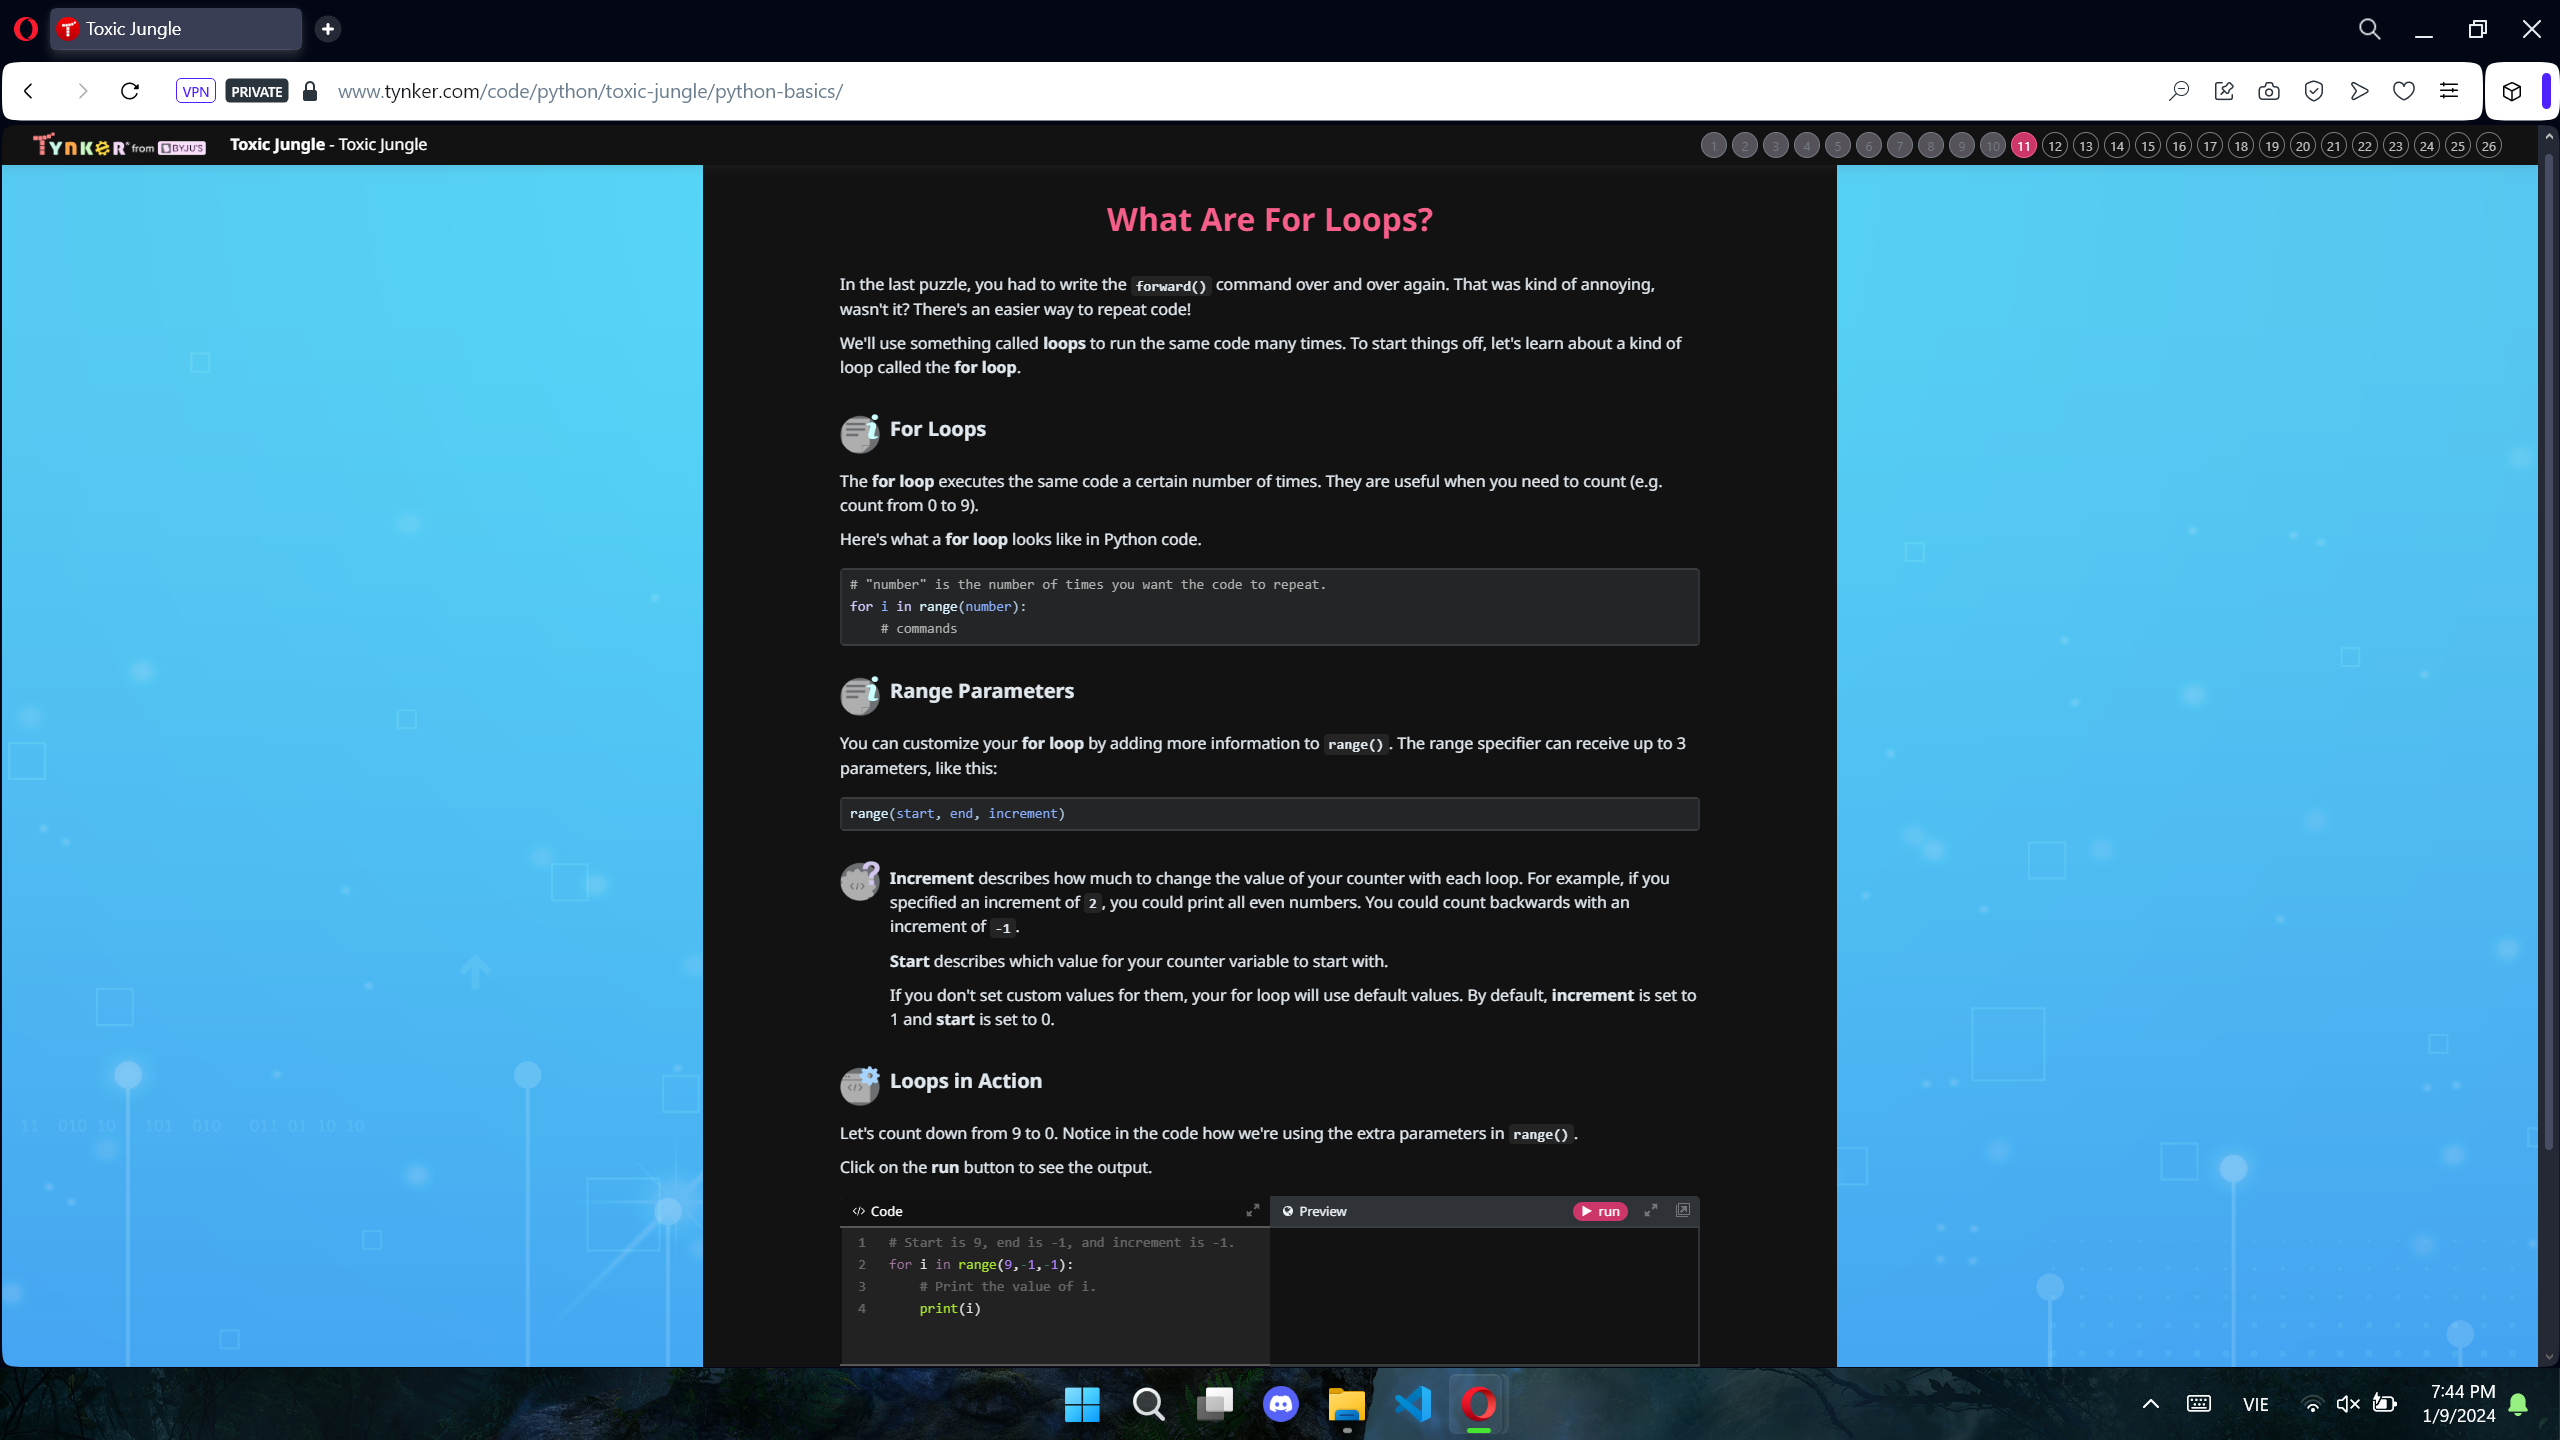 Toxic Jungle
VPN PRIVATE www.tynker.com/code/python/toxic-jungle/python-basics/
TYNKER from BYJU'S Toxic Jungle - Toxic Jungle 1 2 3 4 5 6 7 8 9 10 11 12 13 14 15 16 17 18 19 20 21 22 23 24 25 26
What Are For Loops?
In the last puzzle, you had to write the forward() command over and over again. That was kind of annoying,
wasn't it? There's an easier way to repeat code!
We'll use something called loops to run the same code many times. To start things off, let's learn about a kind of
loop called the for loop.
For Loops
The for loop executes the same code a certain number of times. They are useful when you need to count (e.g.
count from 0 to 9).
Here's what a for loop looks like in Python code.
# "number" is the number of times you want the code to repeat.
for i in range(number):
# commands
Range Parameters
You can customize your for loop by adding more information to range(). The range specifier can receive up to 3
parameters, like this:
range(start, end, increment)
Increment describes how much to change the value of your counter with each loop. For example, if you
specified an increment of 2, you could print all even numbers. You could count backwards with an
increment of -1.
Start describes which value for your counter variable to start with.
If you don't set custom values for them, your for loop will use default values. By default, increment is set to
1 and start is set to 0.
Loops in Action
11 010 10 101 010 011 01 10 10
Let's count down from 9 to 0. Notice in the code how we're using the extra parameters in range().
Click on the run button to see the output.
</> Code Preview run
1 # Start is 9, end is -1, and increment is -1.
2 for i in range(9,-1,-1):
3 # Print the value of i.
4 print(i)
VIE 7:44 PM
1/9/2024